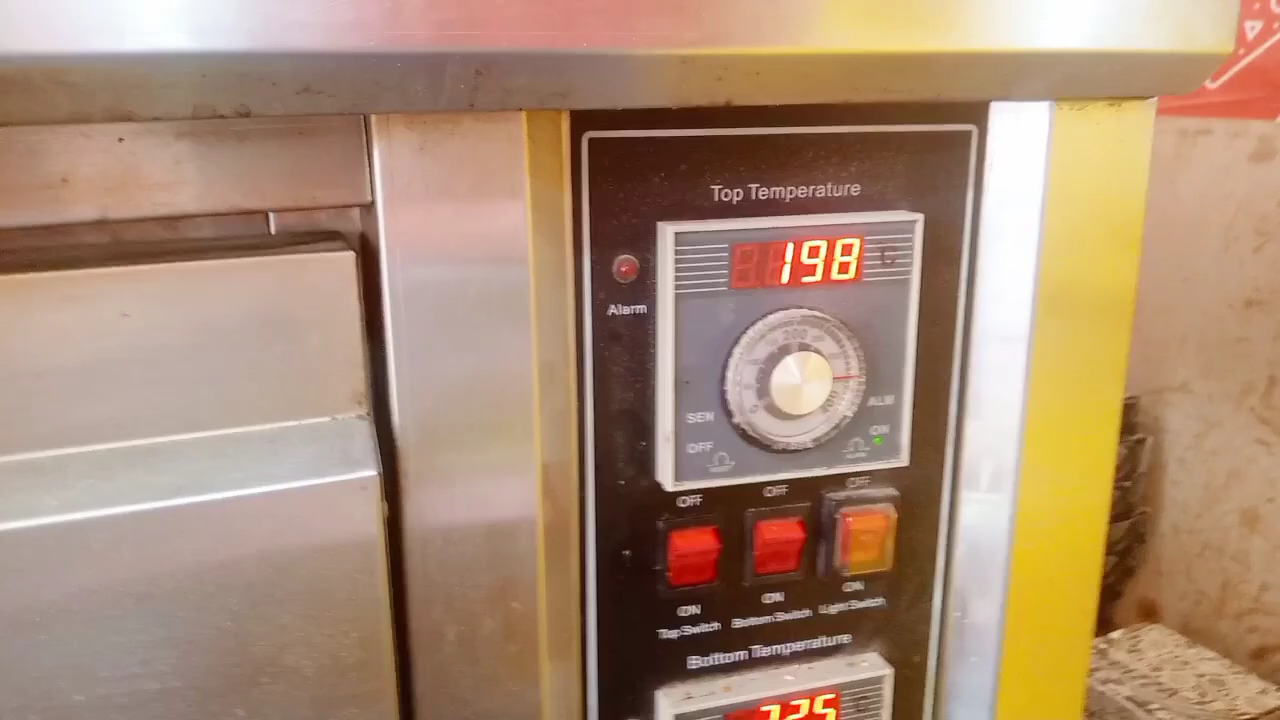 Top Temperature
198 °C
Alarm
200
SEN
ALM
ON
OFF
OFF OFF OFF
ON ON ON
Top Switch Bottom Switch Light Switch
Bottom Temperature
225